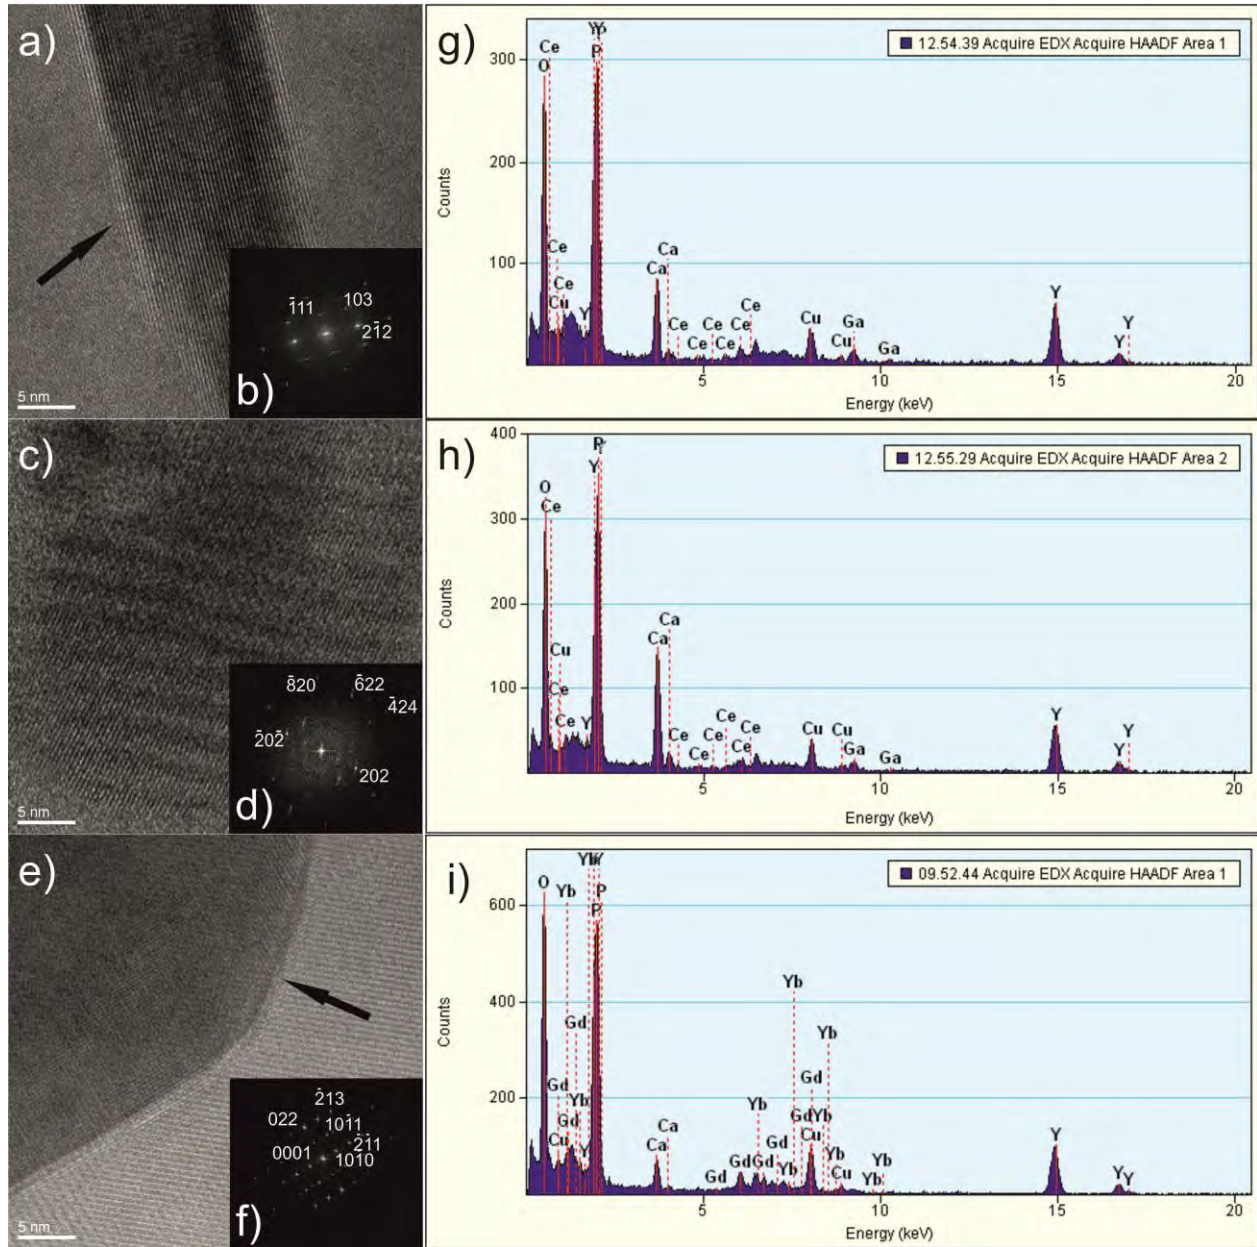 a)
5 nm
b)
1̄11
103
21̄2
c)
5 nm
d)
8̄20
6̄22
4̄24
2̄02̄
202
e)
5 nm
f)
2̄13
022
101̄1
21̄1
0001
1010
g)
12.54.39 Acquire EDX Acquire HAADF Area 1
Counts
300
200
100
O
Ce
Ce
Ce
Cu
Y
Y
P
Ca
Ca
Ce
Ce
Ce
Ce
Ce
Ce
Cu
Cu
Ga
Ga
Y
Y
Y
5
10
15
20
Energy (keV)
h)
12.55.29 Acquire EDX Acquire HAADF Area 2
Counts
400
300
200
100
O
Ce
Cu
Ce
Ce
Y
Y
P
Ca
Ca
Ce
Ce
Ce
Ce
Ce
Ce
Cu
Cu
Ga
Ga
Y
Y
Y
5
10
15
20
Energy (keV)
i)
09.52.44 Acquire EDX Acquire HAADF Area 1
Counts
600
400
200
O
Yb
Yb
P
P
Gd
Gd
Gd
Yb
Cu
Y
Ca
Ca
Gd
Gd
Yb
Gd
Gd
Yb
Yb
Gd
Gd
Cu
Yb
Yb
Yb
Cu
Yb
Yb
Y
Y
Y
5
10
15
20
Energy (keV)